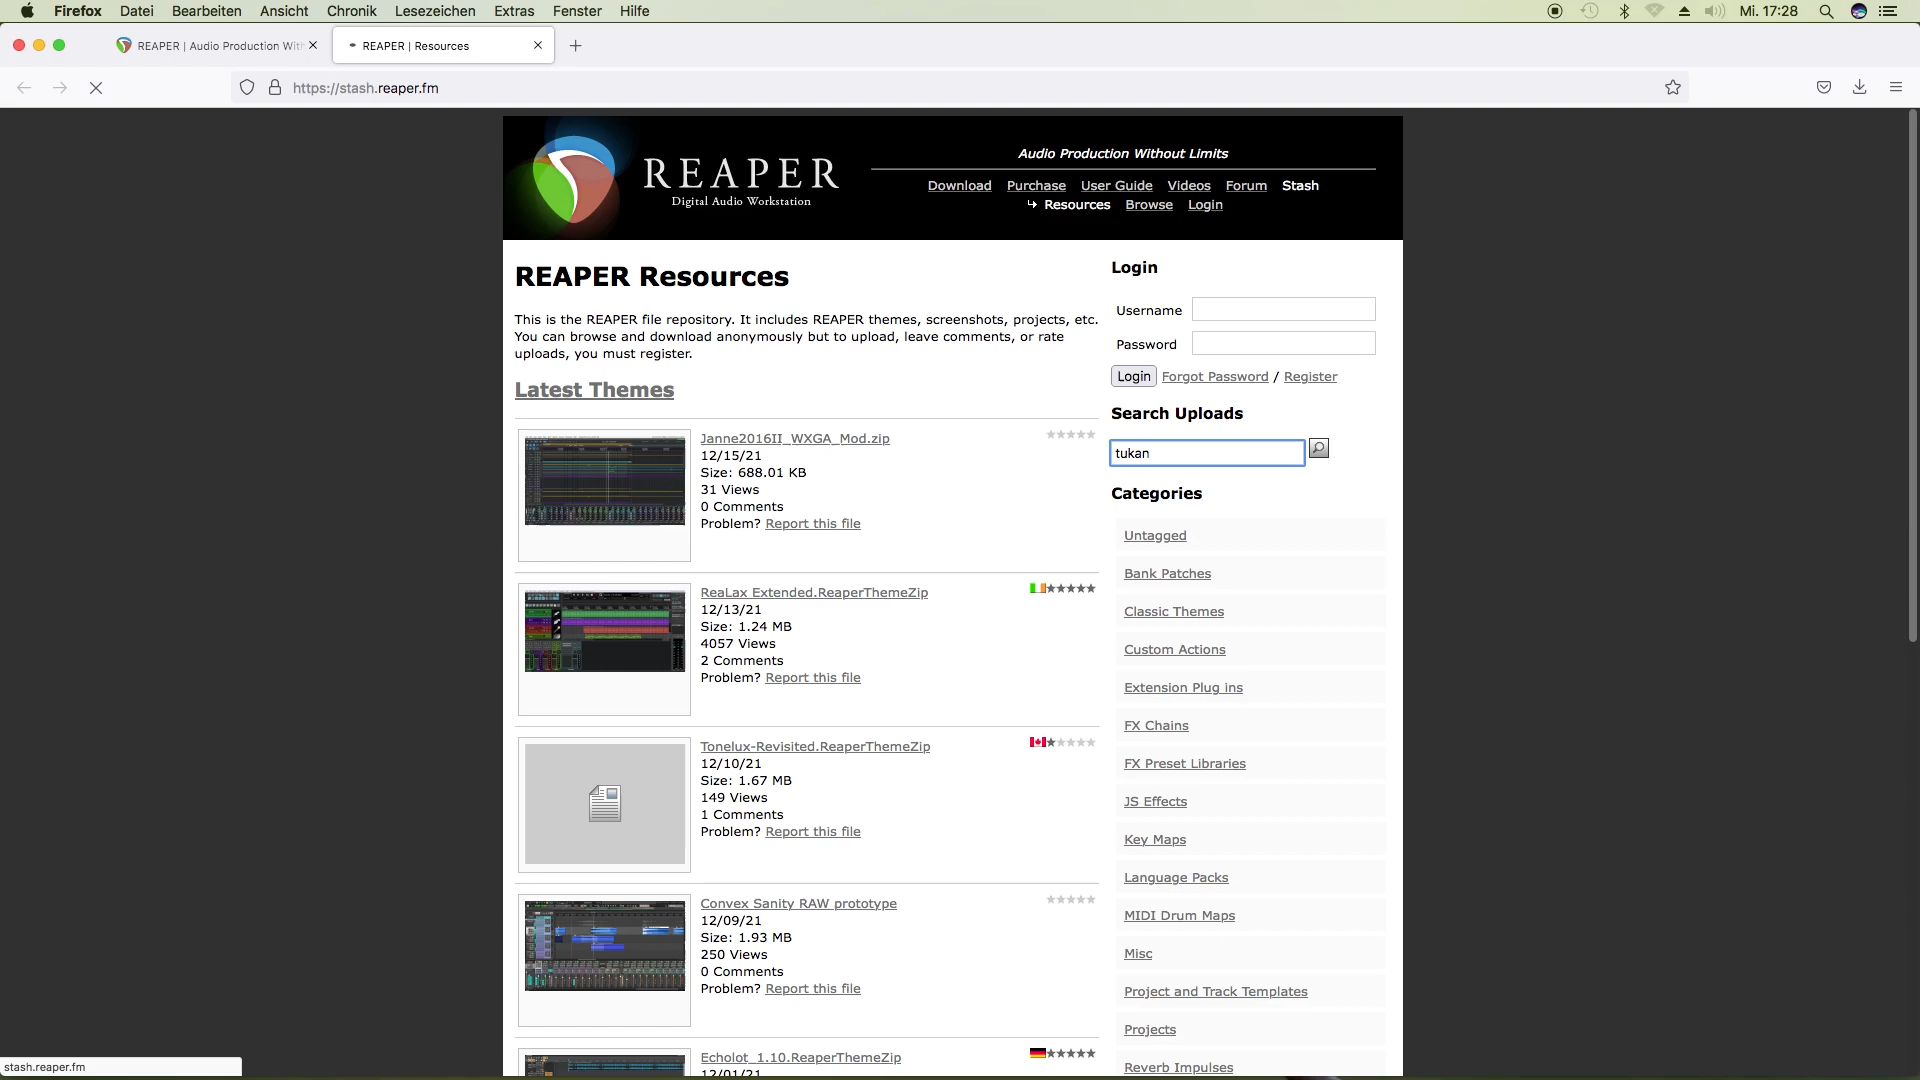 Firefox Datei Bearbeiten Ansicht Chronik Lesezeichen Extras Fenster Hilfe Mi. 17:28
REAPER | Audio Production With
REAPER | Resources
https://stash.reaper.fm
REAPER
Digital Audio Workstation
Audio Production Without Limits
Download Purchase User Guide Videos Forum Stash
Resources Browse Login
REAPER Resources
This is the REAPER file repository. It includes REAPER themes, screenshots, projects, etc.
You can browse and download anonymously but to upload, leave comments, or rate
uploads, you must register.
Latest Themes
Janne2016II_WXGA_Mod.zip
12/15/21
Size: 688.01 KB
31 Views
0 Comments
Problem? Report this file
ReaLax Extended.ReaperThemeZip
12/13/21
Size: 1.24 MB
4057 Views
2 Comments
Problem? Report this file
Tonelux-Revisited.ReaperThemeZip
12/10/21
Size: 1.67 MB
149 Views
1 Comments
Problem? Report this file
Convex Sanity RAW prototype
12/09/21
Size: 1.93 MB
250 Views
0 Comments
Problem? Report this file
Echolot_1.10.ReaperThemeZip
12/01/21
Login
Username
Password
Login Forgot Password / Register
Search Uploads
tukan
Categories
Untagged
Bank Patches
Classic Themes
Custom Actions
Extension Plug ins
FX Chains
FX Preset Libraries
JS Effects
Key Maps
Language Packs
MIDI Drum Maps
Misc
Project and Track Templates
Projects
Reverb Impulses
stash.reaper.fm